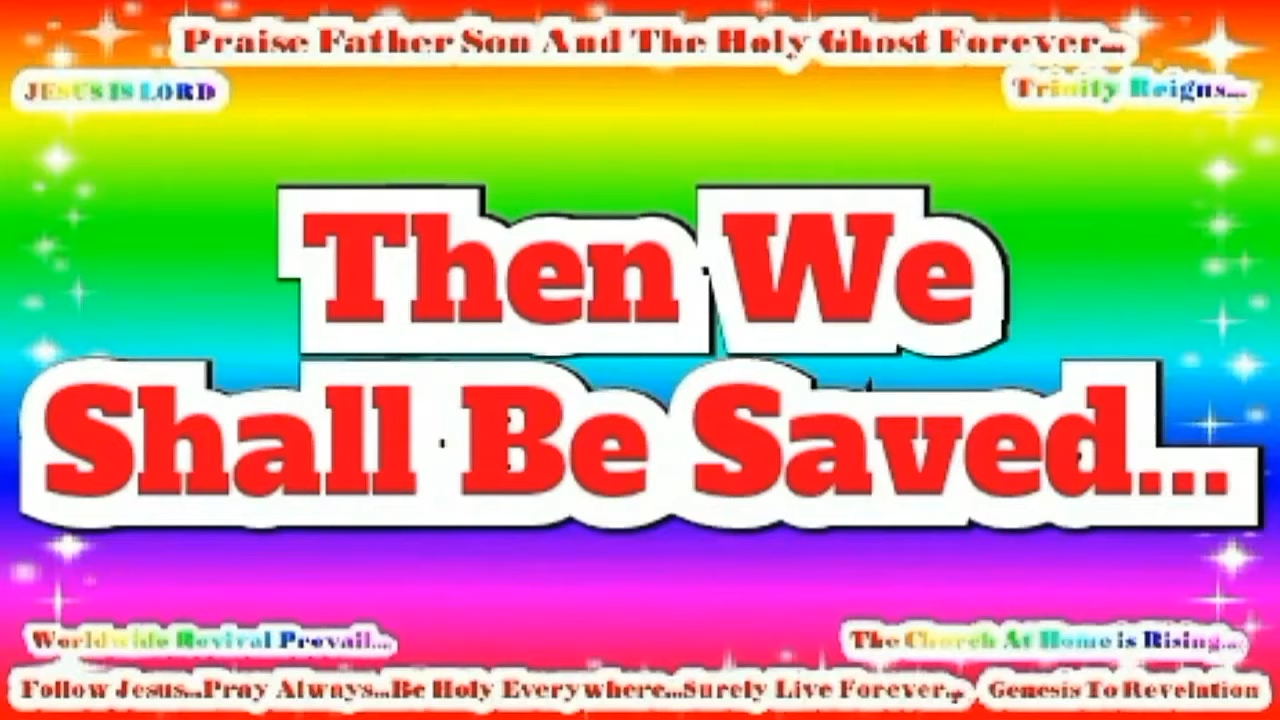 Praise Father Son And The Holy Ghost Forever...
JESUS IS LORD
Trinity Reigns...
Then We
Shall Be Saved...
Worldwide Revival Prevail...
The Church At Home is Rising...
Follow Jesus...Pray Always...Be Holy Everywhere...Surely Live Forever...
Genesis To Revelation